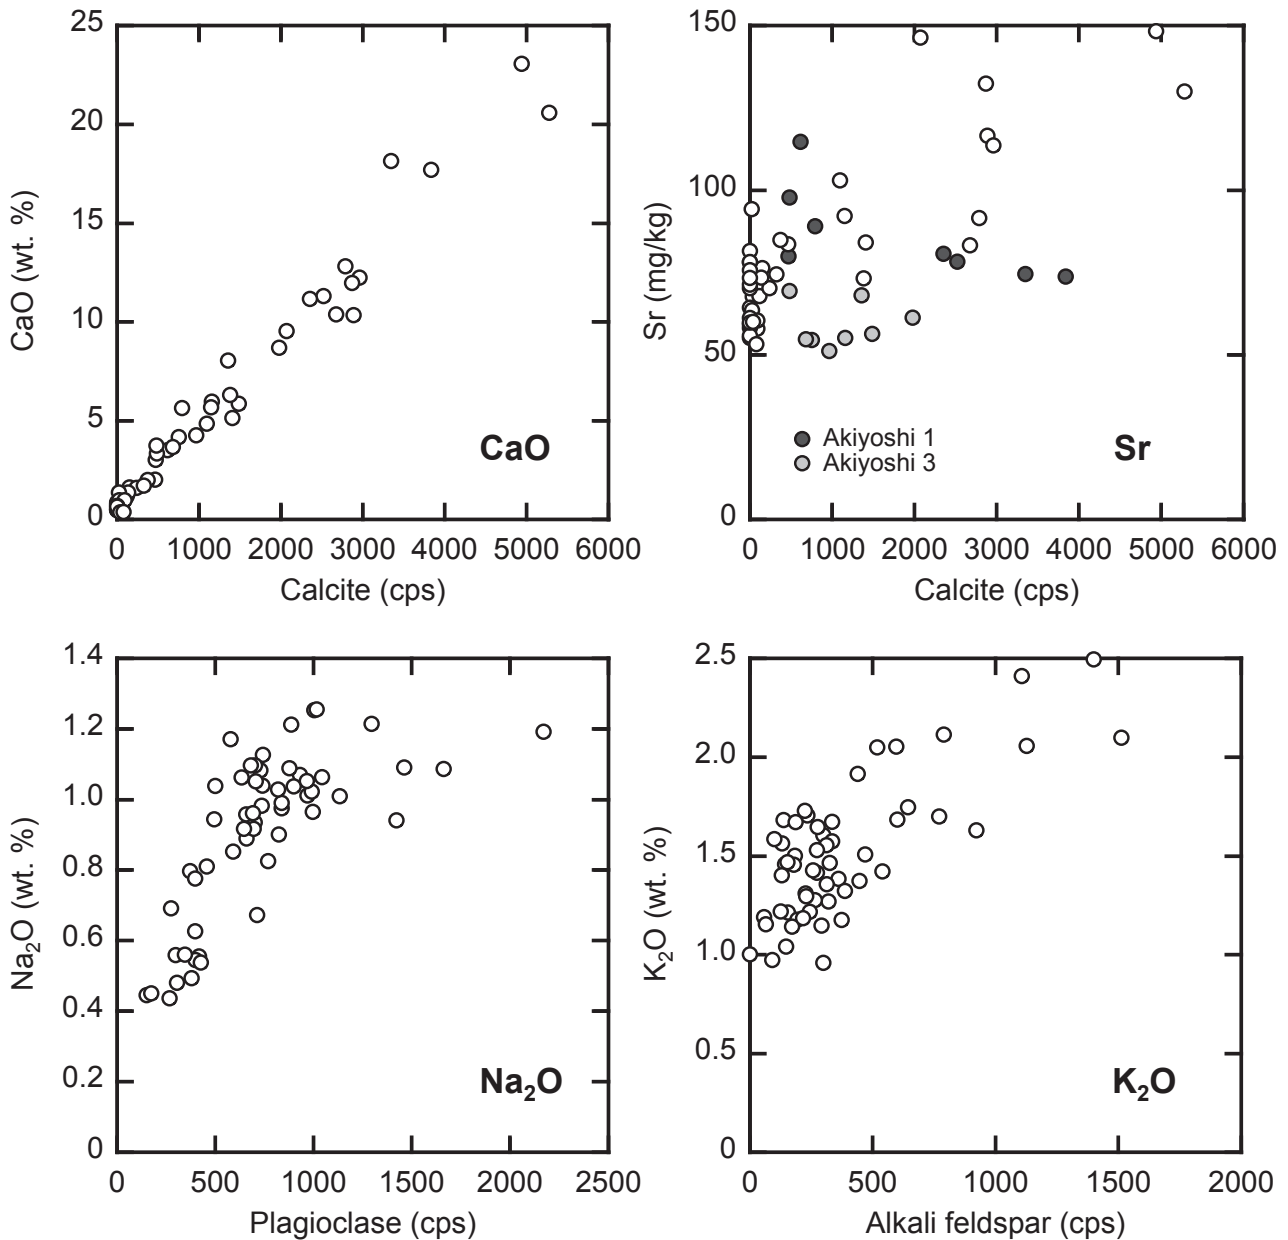 25
20
15
10
5
0
CaO (wt. %)
CaO
0 1000 2000 3000 4000 5000 6000
Calcite (cps)
150
100
50
0
Sr (mg/kg)
Akiyoshi 1
Akiyoshi 3
Sr
0 1000 2000 3000 4000 5000 6000
Calcite (cps)
1.4
1.2
1.0
0.8
0.6
0.4
0.2
0
Na₂O (wt. %)
Na₂O
0 500 1000 1500 2000 2500
Plagioclase (cps)
2.5
2.0
1.5
1.0
0.5
0
K₂O (wt. %)
K₂O
0 500 1000 1500 2000
Alkali feldspar (cps)